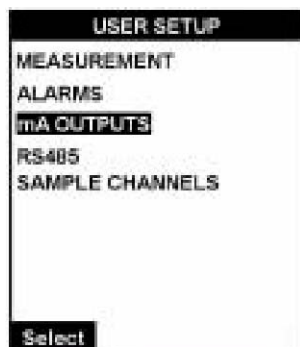 USER SETUP
MEASUREMENT
ALARMS
mA OUTPUTS
RS485
SAMPLE CHANNELS
Select